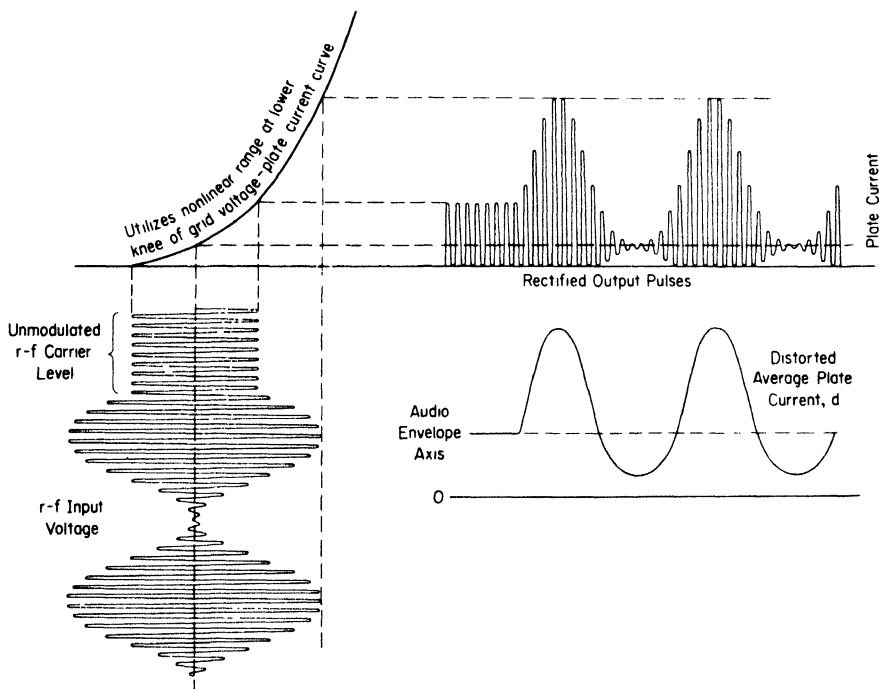 Utilizes nonlinear range at lower
knee of grid voltage-plate current curve
Plate Current
Rectified Output Pulses
Unmodulated
r-f Carrier
Level
Distorted
Average Plate
Current, d
Audio
Envelope
Axis
O
r-f Input
Voltage